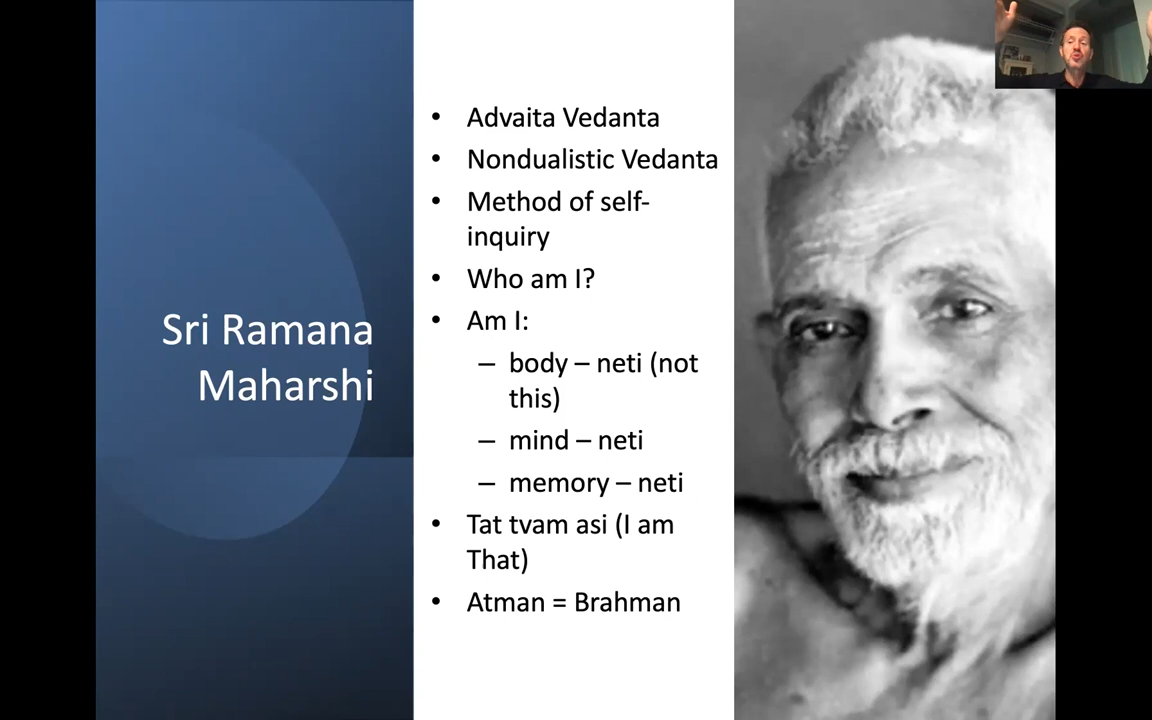 Sri Ramana
Maharshi
• Advaita Vedanta
• Nondualistic Vedanta
• Method of self-
inquiry
• Who am I?
• Am I:
– body – neti (not
this)
– mind – neti
– memory – neti
• Tat tvam asi (I am
That)
• Atman = Brahman